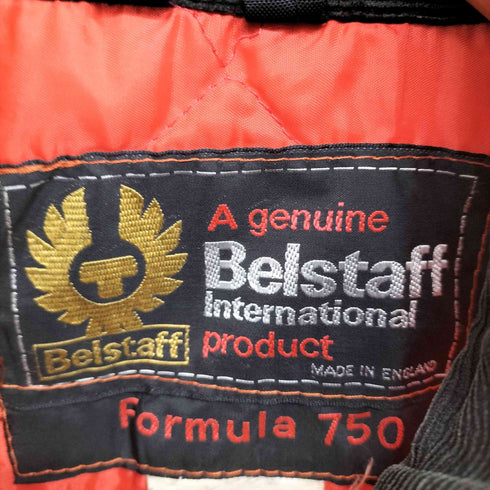 A genuine
Belstaff
International
product
MADE IN ENGLAND
Belstaff
Formula 750